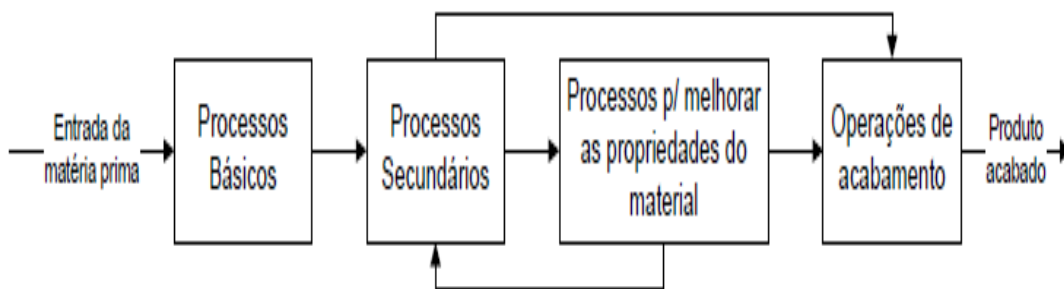 Entrada da
matéria prima
Processos
Básicos
Processos
Secundários
Processos p/ melhorar
as propriedades do
material
Operações de
acabamento
Produto
acabado